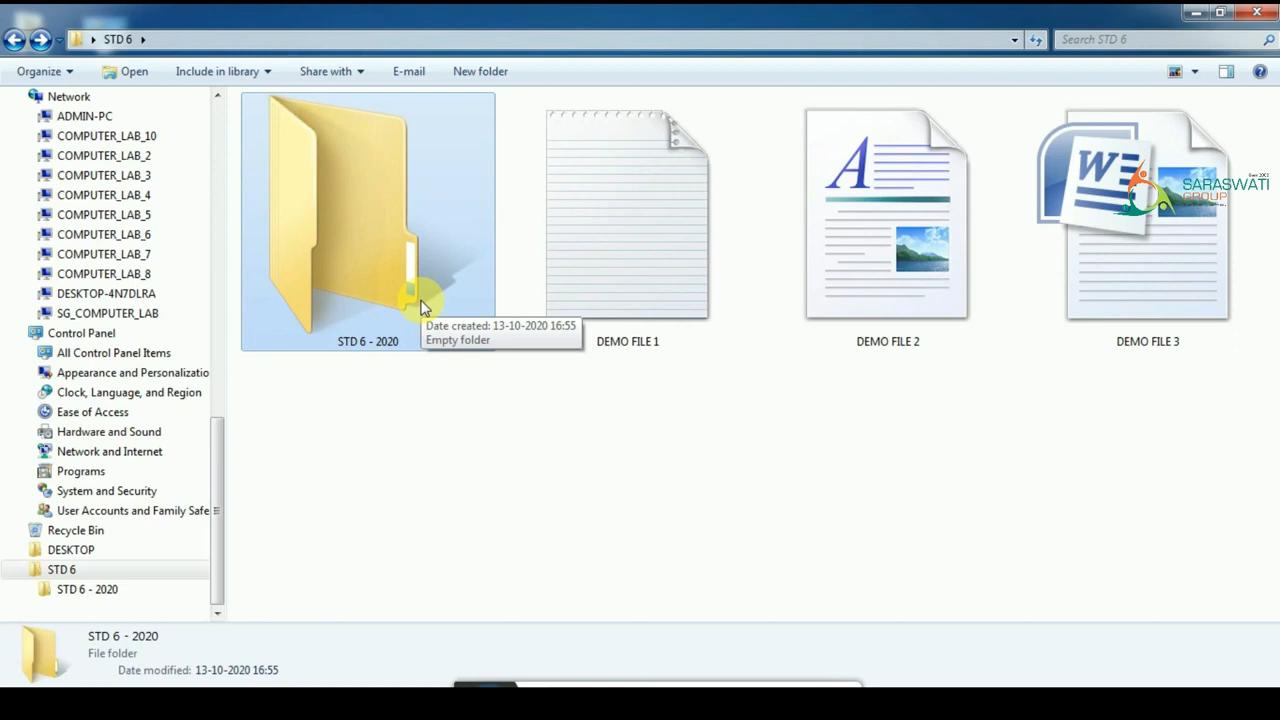 STD 6
Search STD 6
Organize
Open
Include in library
Share with
E-mail
New folder
Network
ADMIN-PC
COMPUTER_LAB_10
COMPUTER_LAB_2
COMPUTER_LAB_3
COMPUTER_LAB_4
COMPUTER_LAB_5
COMPUTER_LAB_6
COMPUTER_LAB_7
COMPUTER_LAB_8
DESKTOP-4N7DLRA
SG_COMPUTER_LAB
Control Panel
All Control Panel Items
Appearance and Personalizatio
Clock, Language, and Region
Ease of Access
Hardware and Sound
Network and Internet
Programs
System and Security
User Accounts and Family Safe
Recycle Bin
DESKTOP
STD 6
STD 6 - 2020
STD 6 - 2020
Date created: 13-10-2020 16:55
Empty folder
DEMO FILE 1
A
DEMO FILE 2
W
SARASWATI
GROUP
DEMO FILE 3
STD 6 - 2020
File folder
Date modified: 13-10-2020 16:55